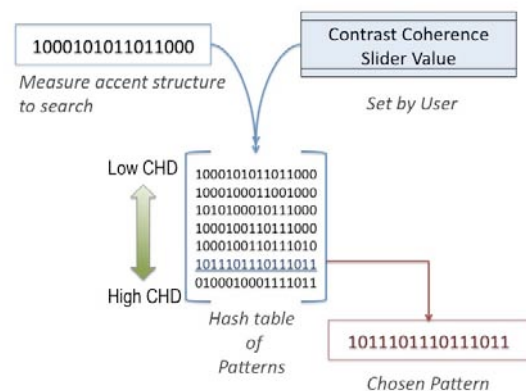 1000101011011000
Measure accent structure
to search
Contrast Coherence
Slider Value
Set by User
Low CHD
High CHD
1000101011011000
1000100011001000
1010100010111000
1000100110111000
1000100110111010
1011101110111011
0100010001111011
Hash table
of
Patterns
1011101110111011
Chosen Pattern